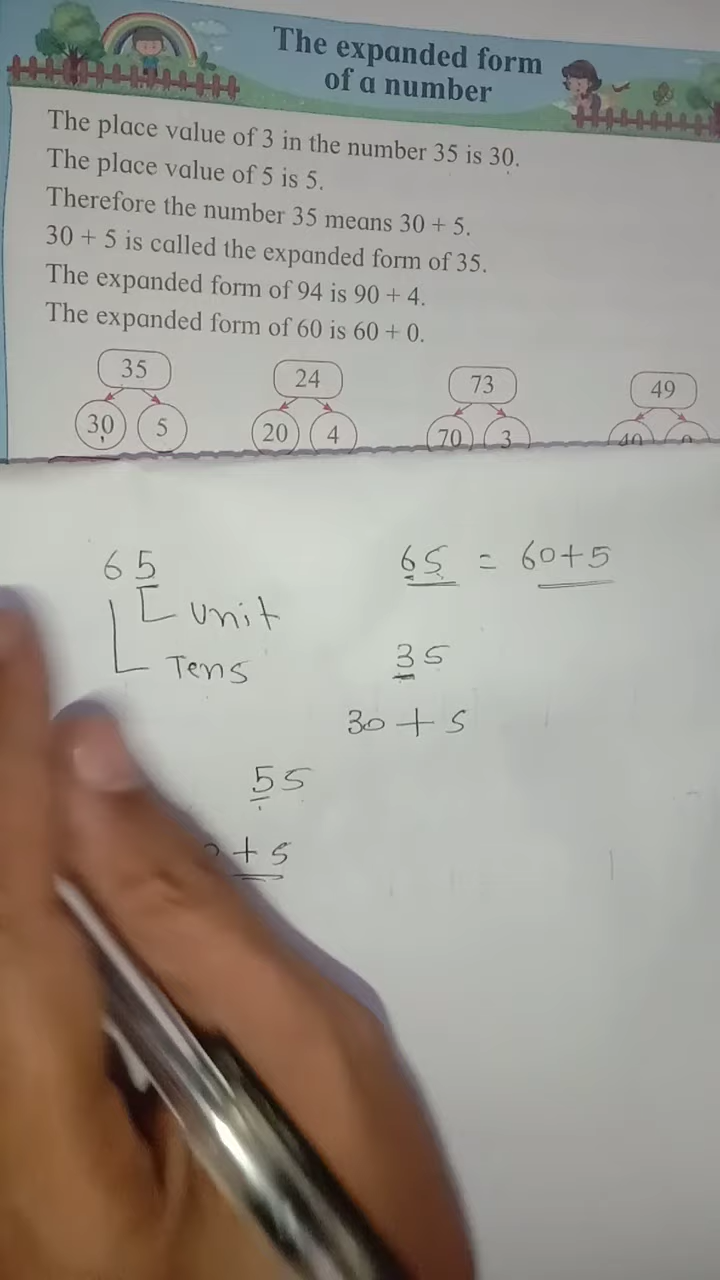 The expanded form
of a number
The place value of 3 in the number 35 is 30.
The place value of 5 is 5.
Therefore the number 35 means 30 + 5.
30 + 5 is called the expanded form of 35.
The expanded form of 94 is 90 + 4.
The expanded form of 60 is 60 + 0.
35 24 73 49
30 5 20 4 70 3 40
65 65 = 60+5
Unit
Tens
35
30 + 5
55
+ 5